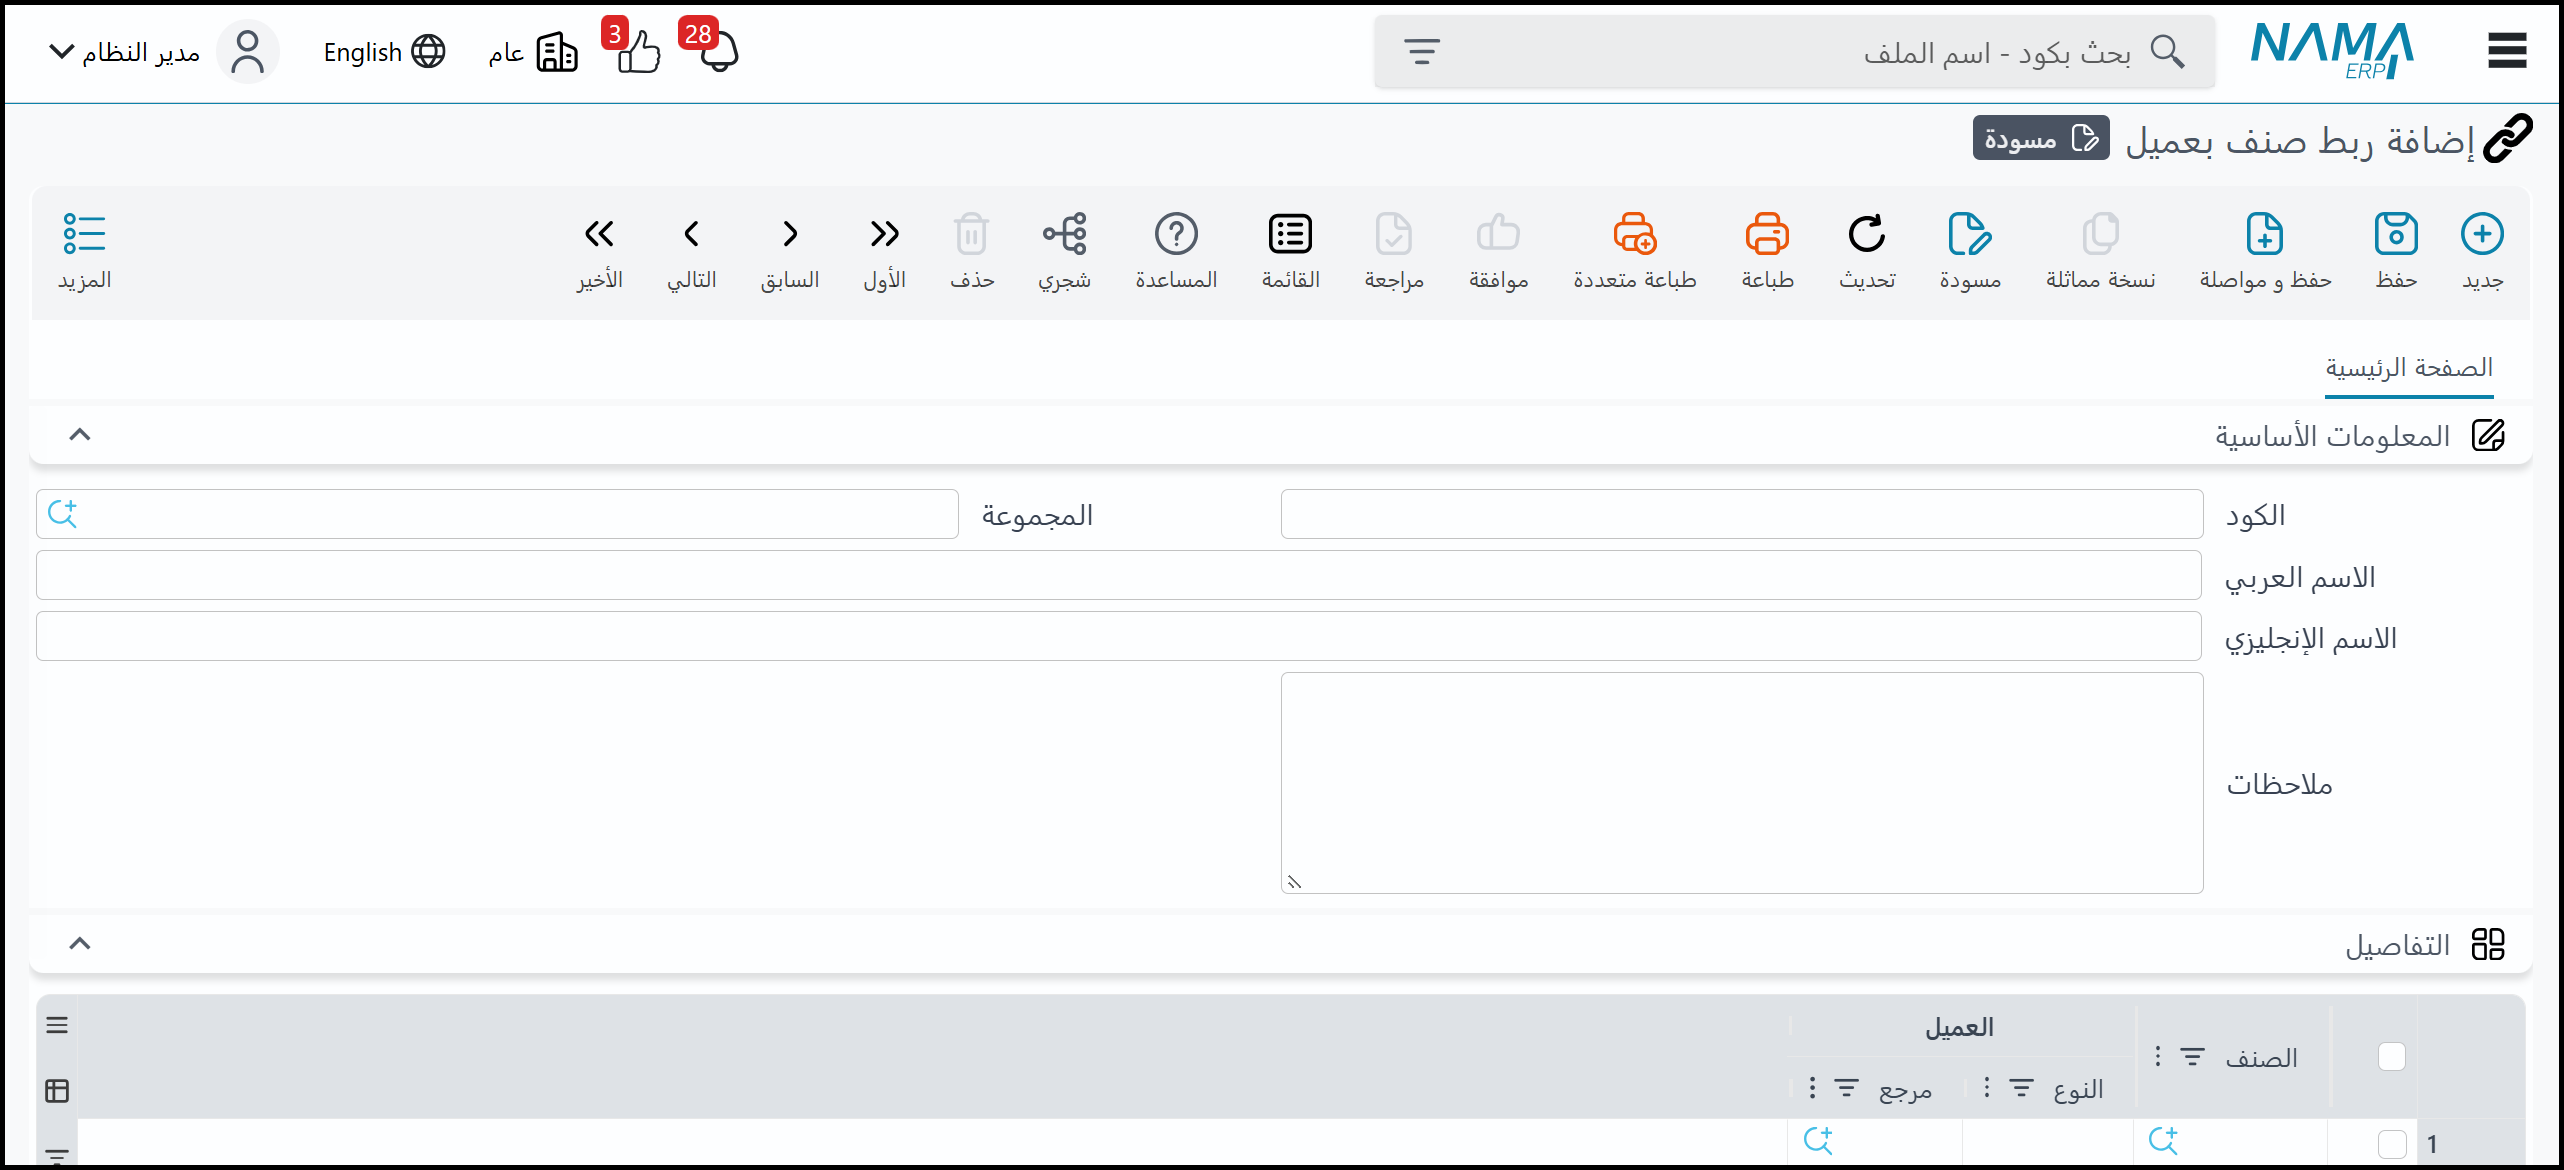 NAMA ERP
بحث بكود - اسم الملف
28
3
عام
English
مدير النظام
إضافة ربط صنف بعميل
مسودة
جديد
حفظ
حفظ و مواصلة
نسخة مماثلة
مسودة
تحديث
طباعة
طباعة متعددة
موافقة
مراجعة
القائمة
المساعدة
شجري
حذف
الأول
السابق
التالي
الأخير
المزيد
الصفحة الرئيسية
المعلومات الأساسية
الكود
المجموعة
الاسم العربي
الاسم الإنجليزي
ملاحظات
التفاصيل
الصنف
العميل
النوع
مرجع
1